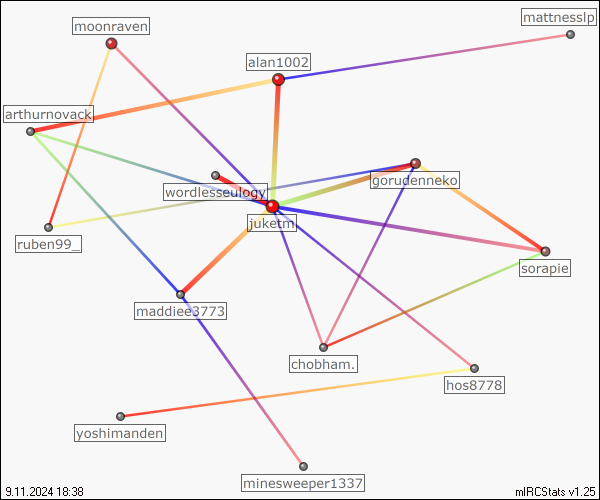 mattnesslp
moonraven
alan1002
arthurnovack
gorudenneko
wordlesseulogy
juketm
ruben99_
sorapie
maddiee3773
chobham.
hos8778
yoshimanden
minesweeper1337
9.11.2024 18:38
mIRCStats v1.25